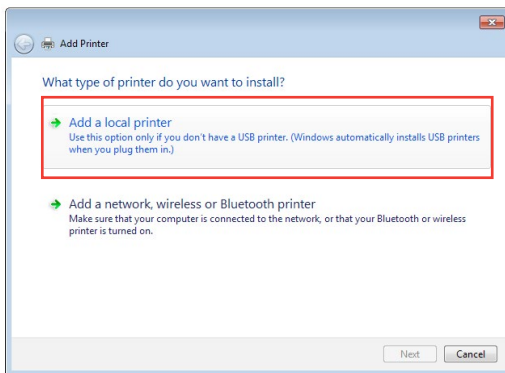 Add Printer
What type of printer do you want to install?
Add a local printer
Use this option only if you don't have a USB printer. (Windows automatically installs USB printers
when you plug them in.)
Add a network, wireless or Bluetooth printer
Make sure that your computer is connected to the network, or that your Bluetooth or wireless
printer is turned on.
Next Cancel